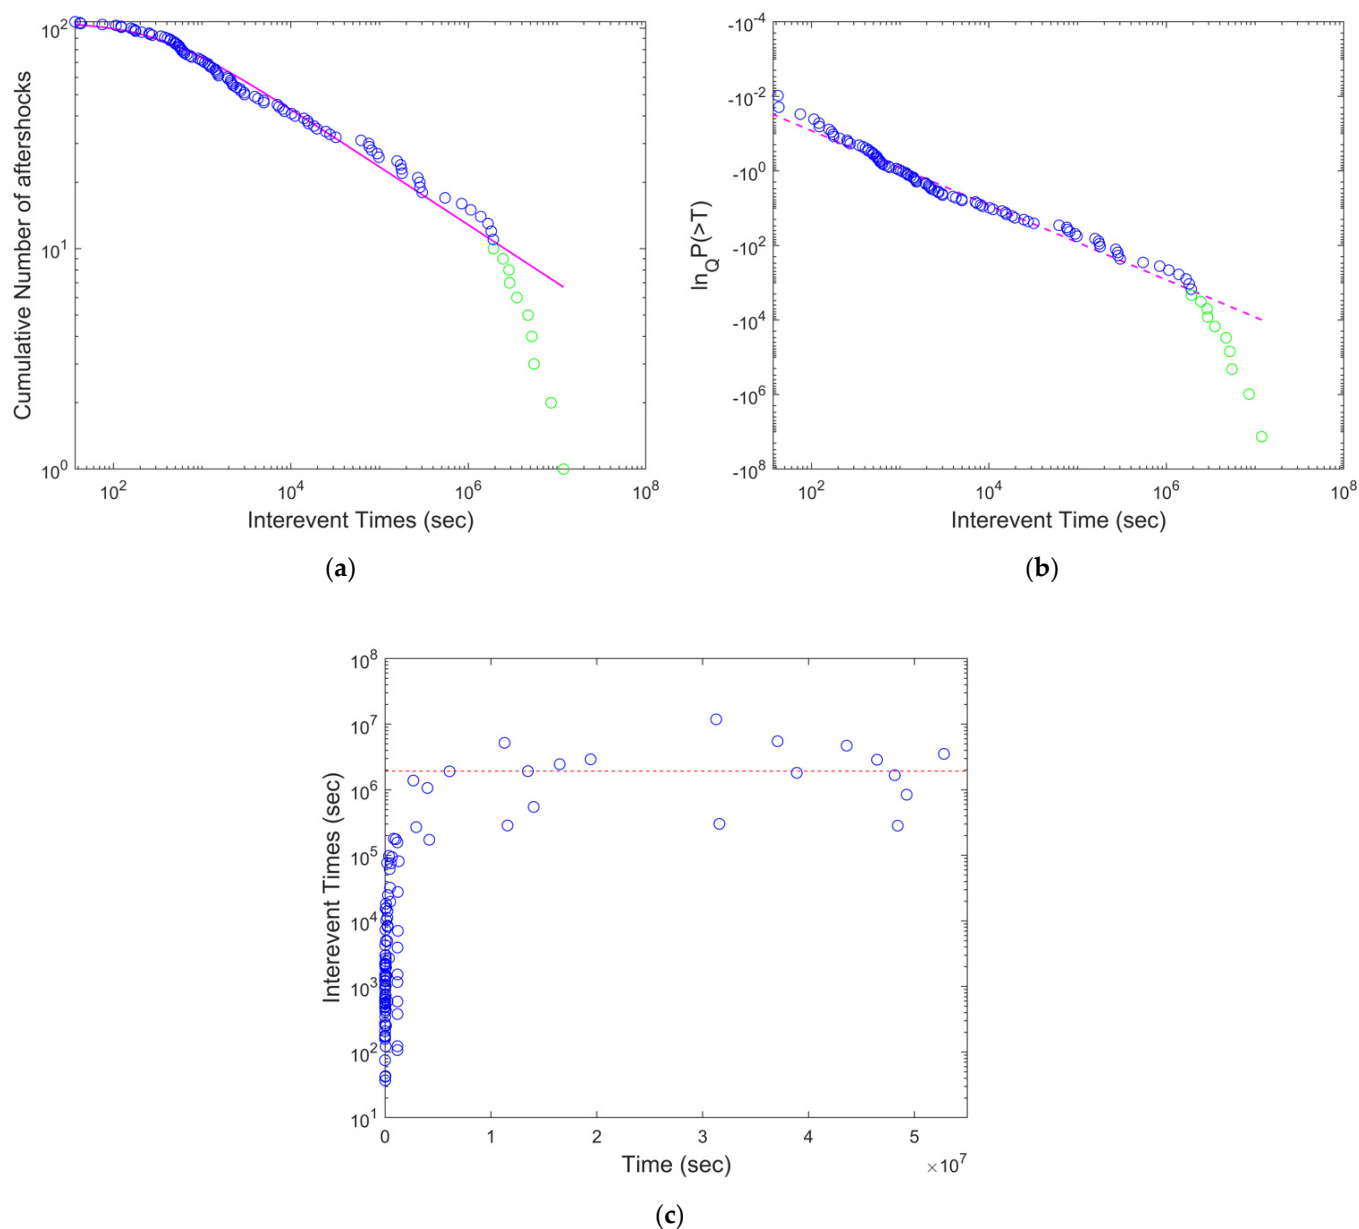 10^2
10^1
10^0
Cumulative Number of aftershocks
10^2 10^4 10^6 10^8
Interevent Times (sec)
(a)
-10^-4
-10^-2
-10^0
-10^2
-10^4
-10^6
-10^8
ln_Q P(>T)
10^2 10^4 10^6 10^8
Interevent Time (sec)
(b)
10^8
10^7
10^6
10^5
10^4
10^3
10^2
10^1
Interevent Times (sec)
0 1 2 3 4 5
×10^7
Time (sec)
(c)